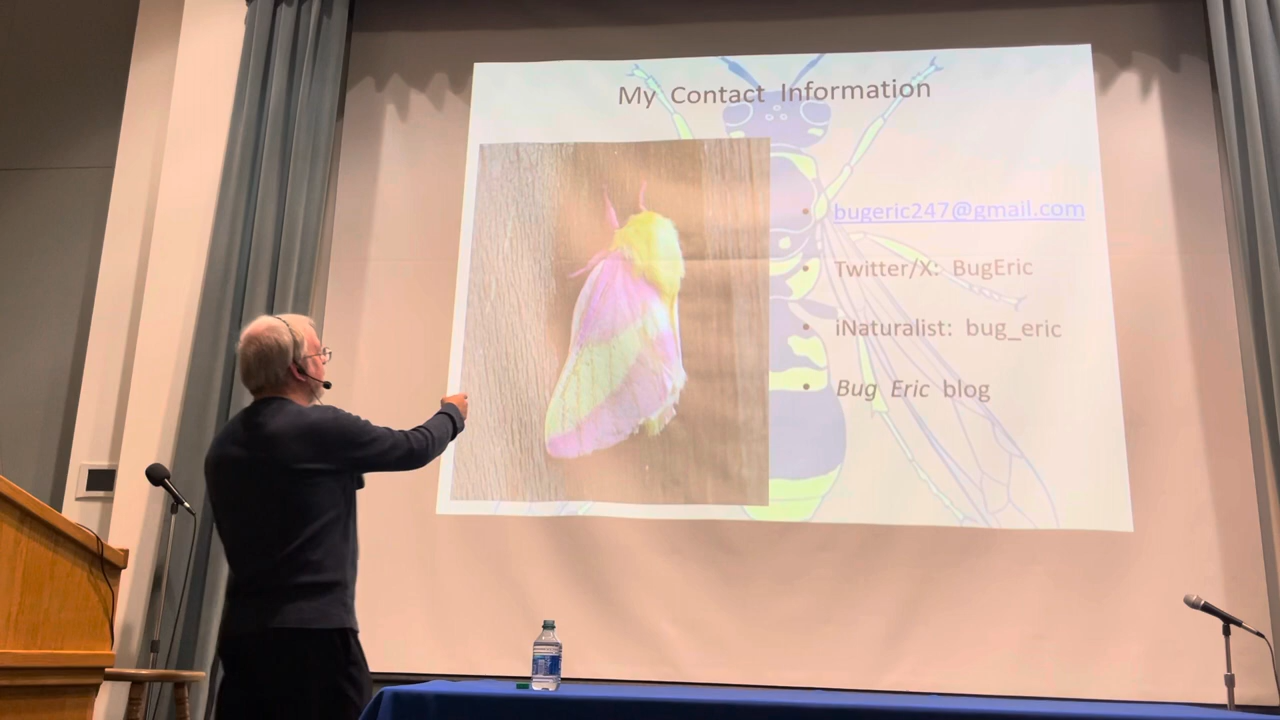 My Contact Information
bugeric247@gmail.com
Twitter/X: BugEric
iNaturalist: bug_eric
Bug Eric blog